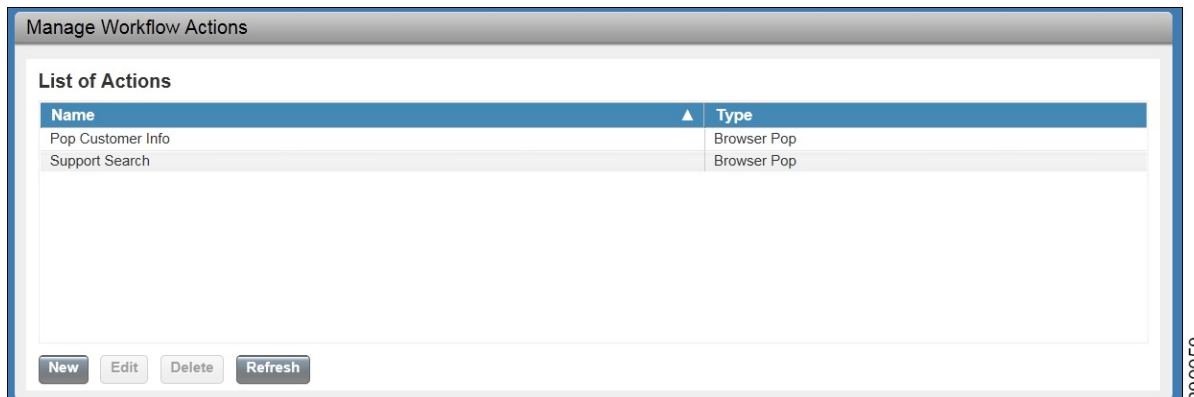 Manage Workflow Actions
List of Actions
Name ▲ Type
Pop Customer Info Browser Pop
Support Search Browser Pop
New Edit Delete Refresh